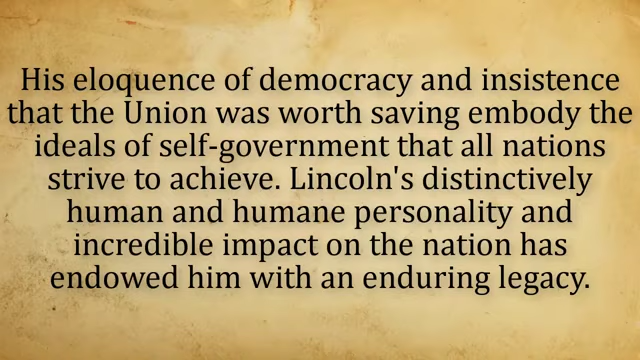 His eloquence of democracy and insistence
that the Union was worth saving embody the
ideals of self-government that all nations
strive to achieve. Lincoln's distinctively
human and humane personality and
incredible impact on the nation has
endowed him with an enduring legacy.